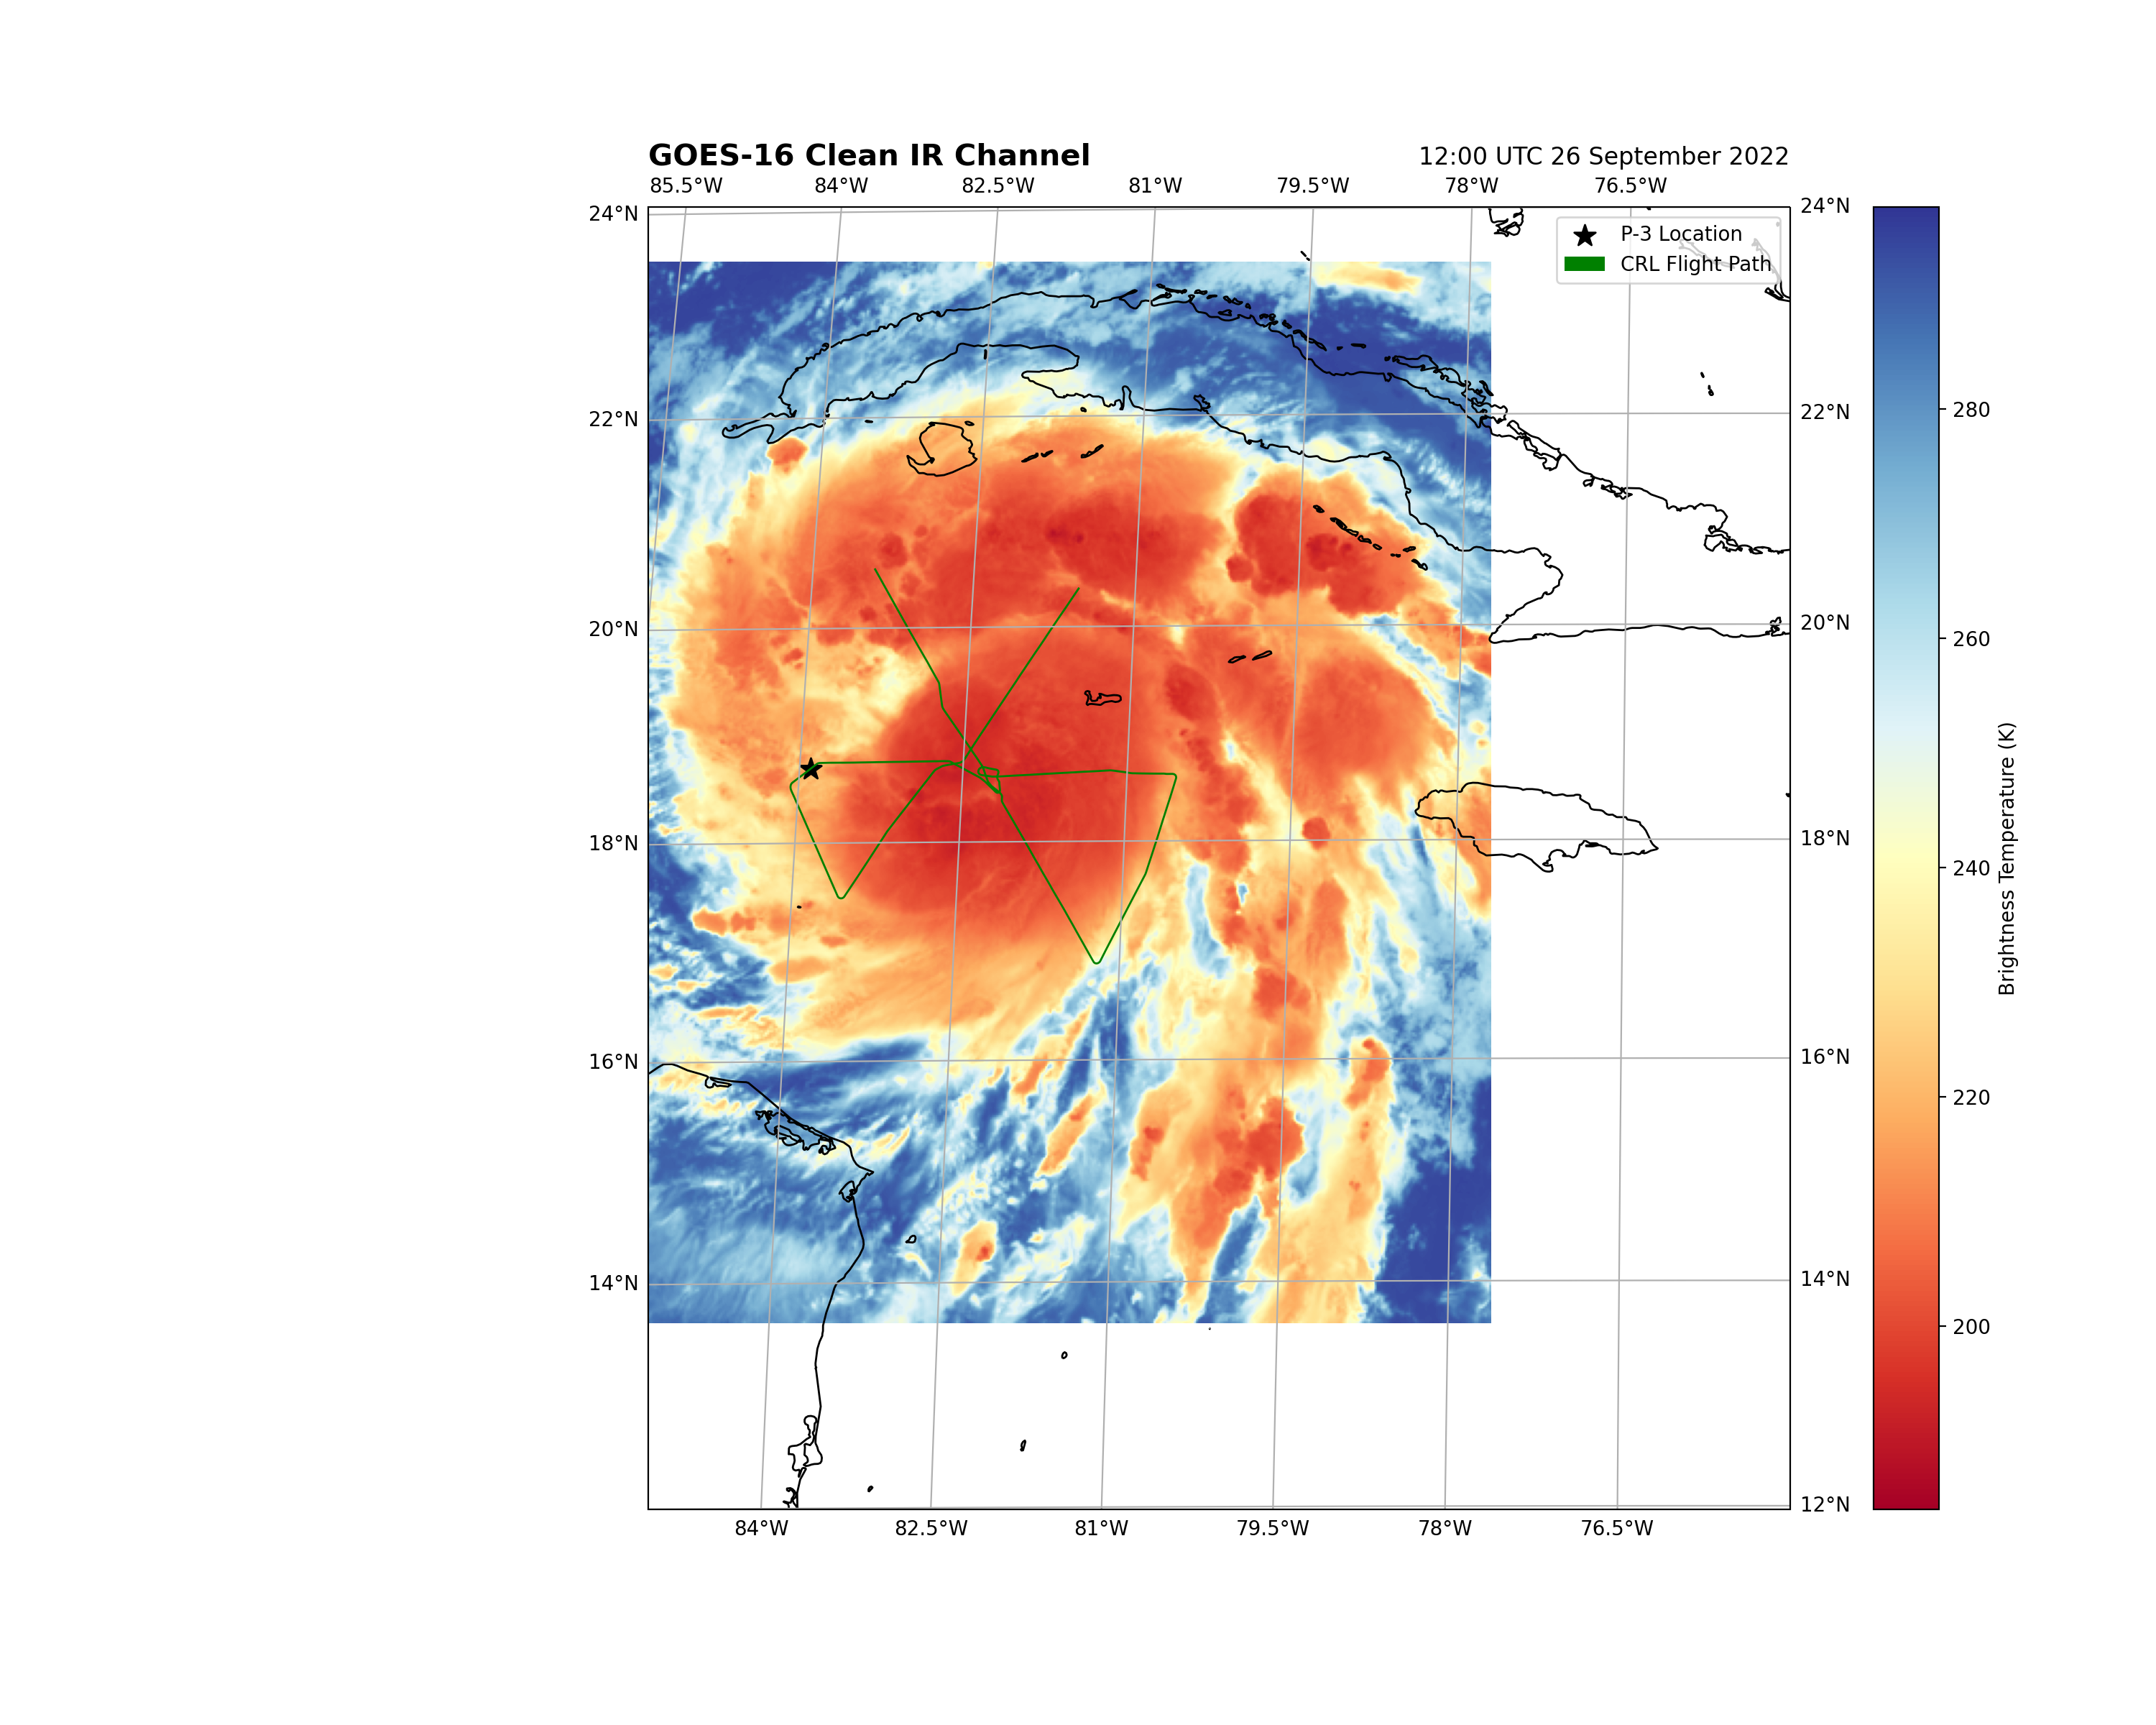 GOES-16 Clean IR Channel
12:00 UTC 26 September 2022
85.5°W 84°W 82.5°W 81°W 79.5°W 78°W 76.5°W
24°N
24°N
P-3 Location
CRL Flight Path
280
22°N
22°N
260
20°N
20°N
Brightness Temperature (K)
240
18°N
18°N
220
16°N
16°N
200
14°N
14°N
12°N
84°W 82.5°W 81°W 79.5°W 78°W 76.5°W